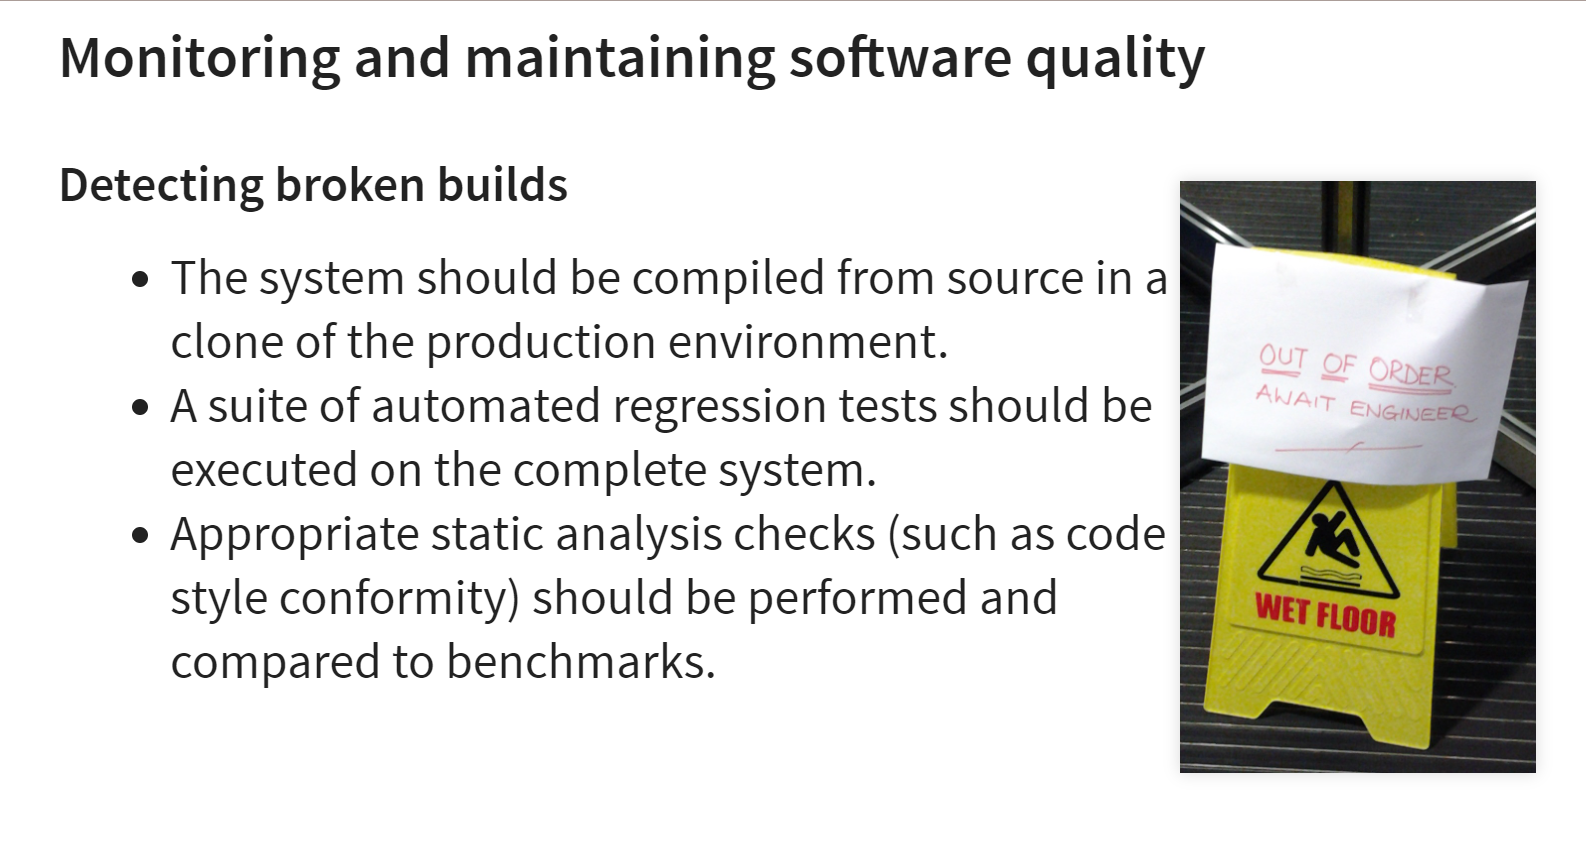 Monitoring and maintaining software quality
Detecting broken builds
• The system should be compiled from source in a
clone of the production environment.
• A suite of automated regression tests should be
executed on the complete system.
• Appropriate static analysis checks (such as code
style conformity) should be performed and
compared to benchmarks.
OUT OF ORDER.
AWAIT ENGINEER
WET FLOOR